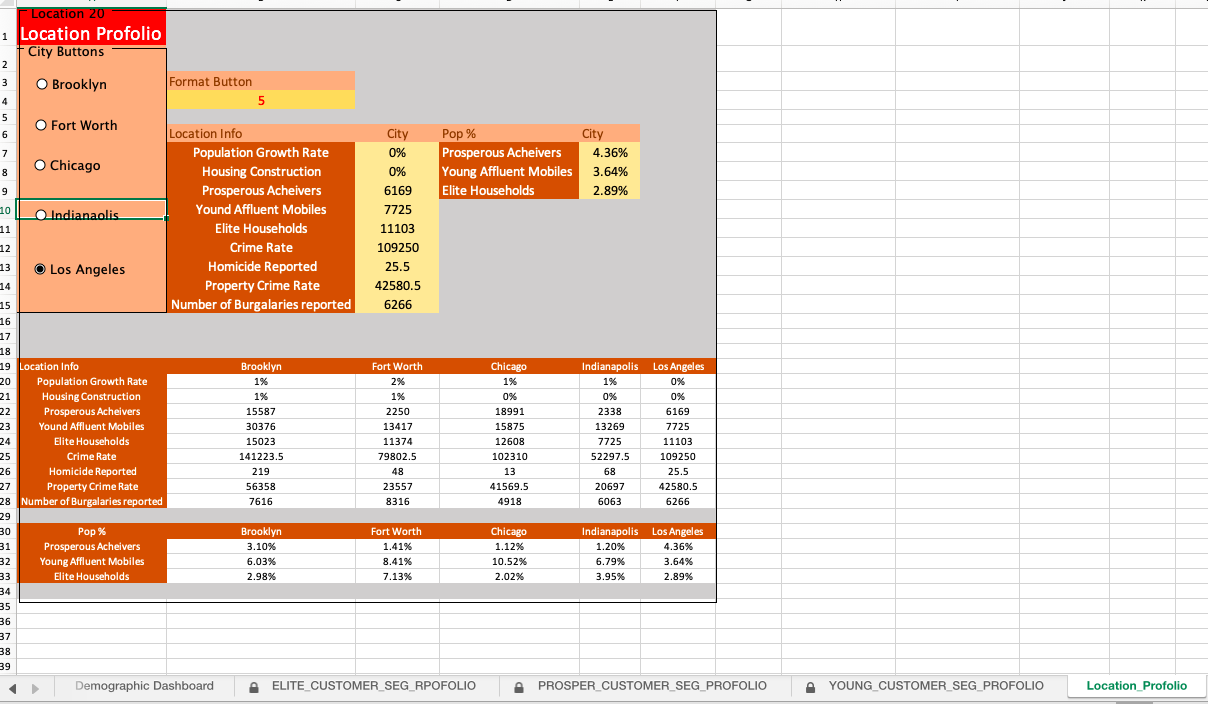 Location 20
1 Location Profolio
City Buttons
2
3 Brooklyn Format Button
4 5
5 Fort Worth
6 Location Info City Pop % City
7 Population Growth Rate 0% Prosperous Acheivers 4.36%
8 Chicago Housing Construction 0% Young Affluent Mobiles 3.64%
9 Prosperous Acheivers 6169 Elite Households 2.89%
10 Indianaolis Yound Affluent Mobiles 7725
11 Elite Households 11103
12 Crime Rate 109250
13 Los Angeles Homicide Reported 25.5
14 Property Crime Rate 42580.5
15 Number of Burgalaries reported 6266
16
17
18
19 Location Info Brooklyn Fort Worth Chicago Indianapolis Los Angeles
20 Population Growth Rate 1% 2% 1% 1% 0%
21 Housing Construction 1% 1% 0% 0% 0%
22 Prosperous Acheivers 15587 2250 18991 2338 6169
23 Yound Affluent Mobiles 30376 13417 15875 13269 7725
24 Elite Households 15023 11374 12608 7725 11103
25 Crime Rate 141223.5 79802.5 102310 52297.5 109250
26 Homicide Reported 219 48 13 68 25.5
27 Property Crime Rate 56358 23557 41569.5 20697 42580.5
28 Number of Burgalaries reported 7616 8316 4918 6063 6266
29
30 Pop % Brooklyn Fort Worth Chicago Indianapolis Los Angeles
31 Prosperous Acheivers 3.10% 1.41% 1.12% 1.20% 4.36%
32 Young Affluent Mobiles 6.03% 8.41% 10.52% 6.79% 3.64%
33 Elite Households 2.98% 7.13% 2.02% 3.95% 2.89%
34
35
36
37
38
39
Demographic Dashboard ELITE_CUSTOMER_SEG_RPOFOLIO PROSPER_CUSTOMER_SEG_PROFOLIO YOUNG_CUSTOMER_SEG_PROFOLIO Location_Profolio